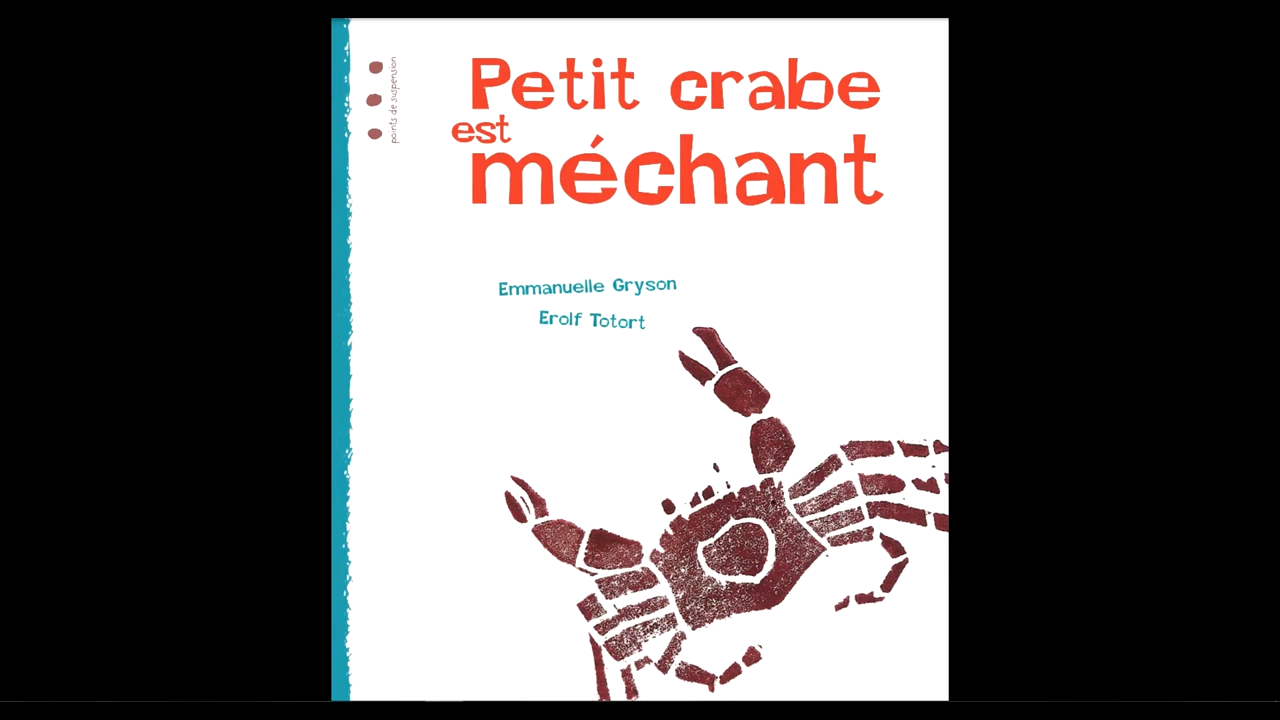 Petit crabe
est
méchant
points de suspension
Emmanuelle Gryson
Erolf Totort